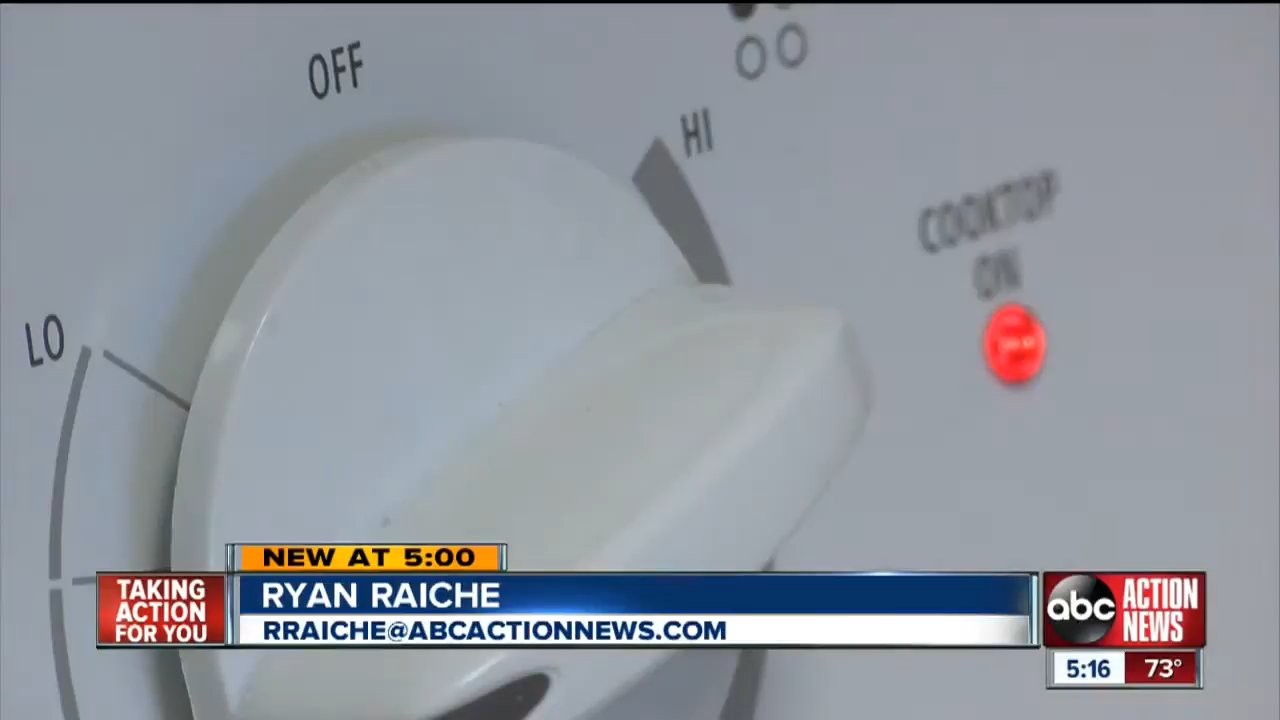 OFF
HI
LO
COOKTOP
ON
NEW AT 5:00
TAKING
ACTION
FOR YOU
RYAN RAICHE
RRAICHE@ABCACTIONNEWS.COM
abc
ACTION
NEWS
5:16 73°